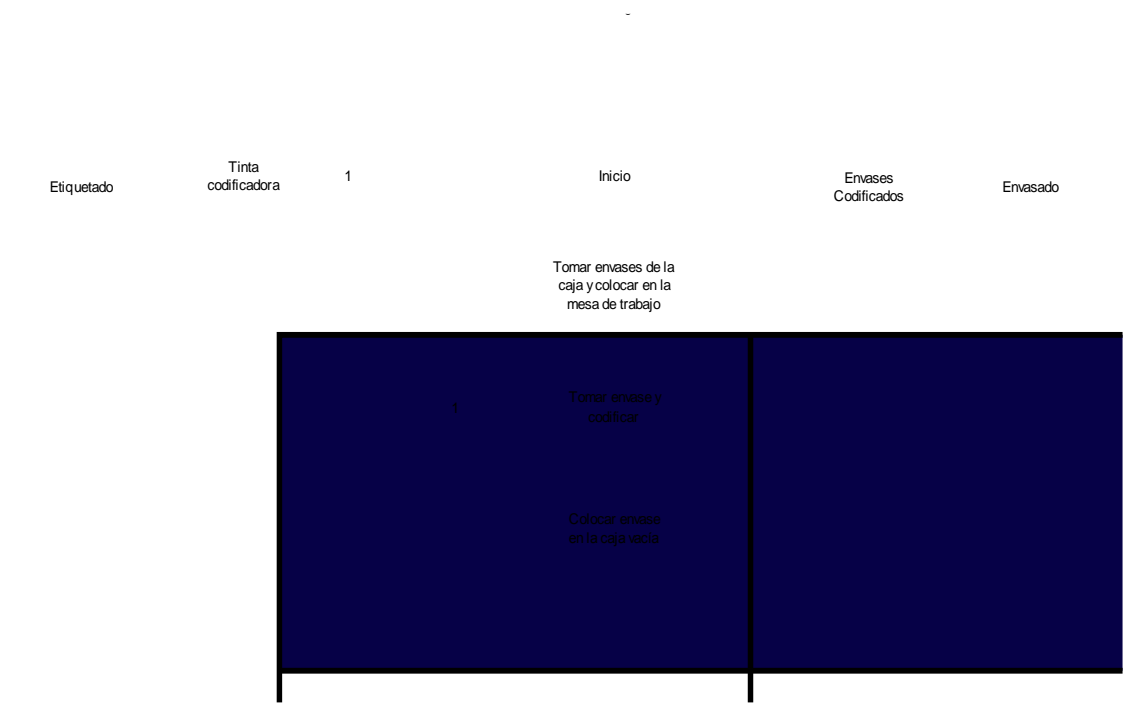 Etiquetado
Tinta
codificadora
1
Inicio
Envases
Codificados
Envasado
Tomar envases de la
caja y colocar en la
mesa de trabajo
1
Tomar envase y
codificar
Colocar envase
en la caja vacía